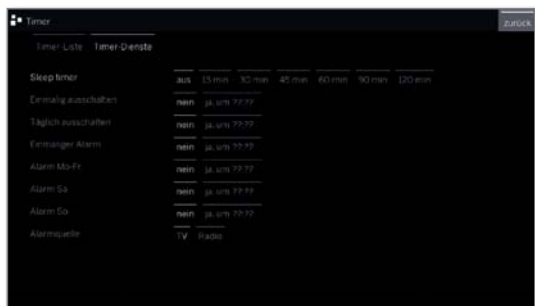 Timer
zurück
Timer-Liste Timer-Dienste
Sleep timer aus 15 min 30 min 45 min 60 min 90 min 120 min
Einmalig ausschalten nein ja, um ??:??
Täglich ausschalten nein ja, um ??:??
Einmaliger Alarm nein ja, um ??:??
Alarm Mo-Fr nein ja, um ??:??
Alarm Sa nein ja, um ??:??
Alarm So nein ja, um ??:??
Alarmquelle TV Radio